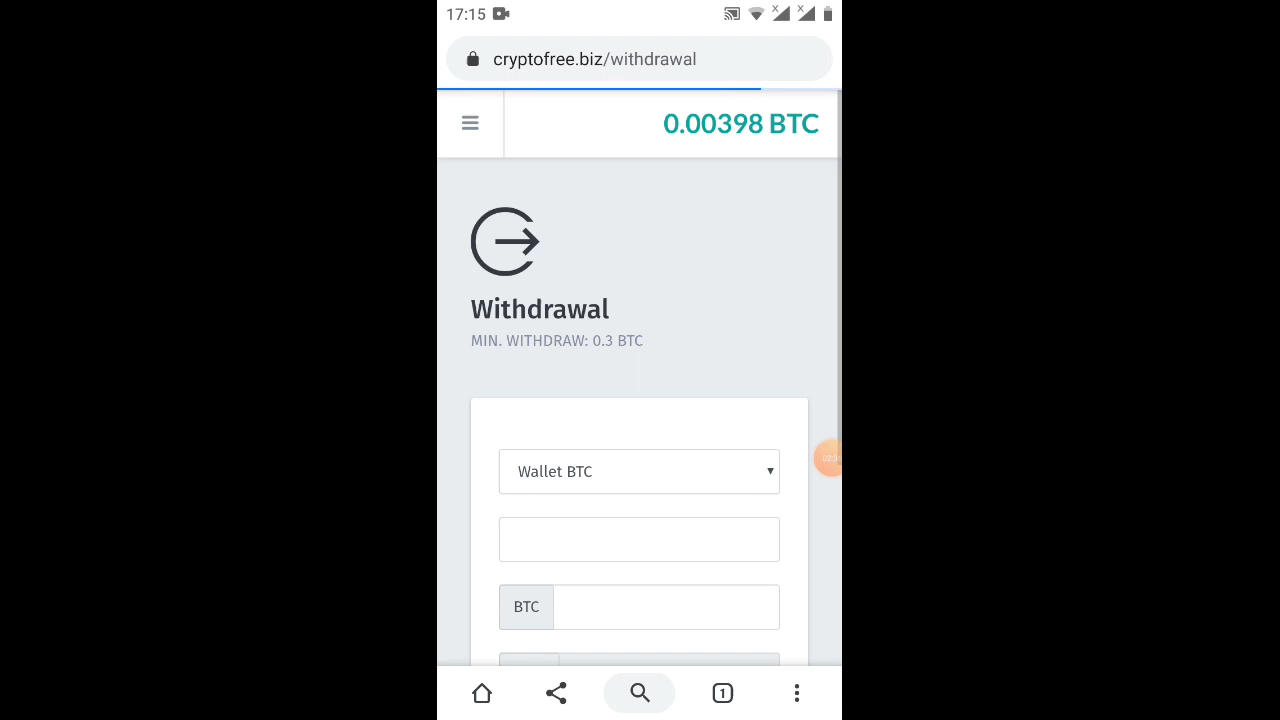 17:15
cryptofree.biz/withdrawal
0.00398 BTC
Withdrawal
MIN. WITHDRAW: 0.3 BTC
Wallet BTC
BTC
1